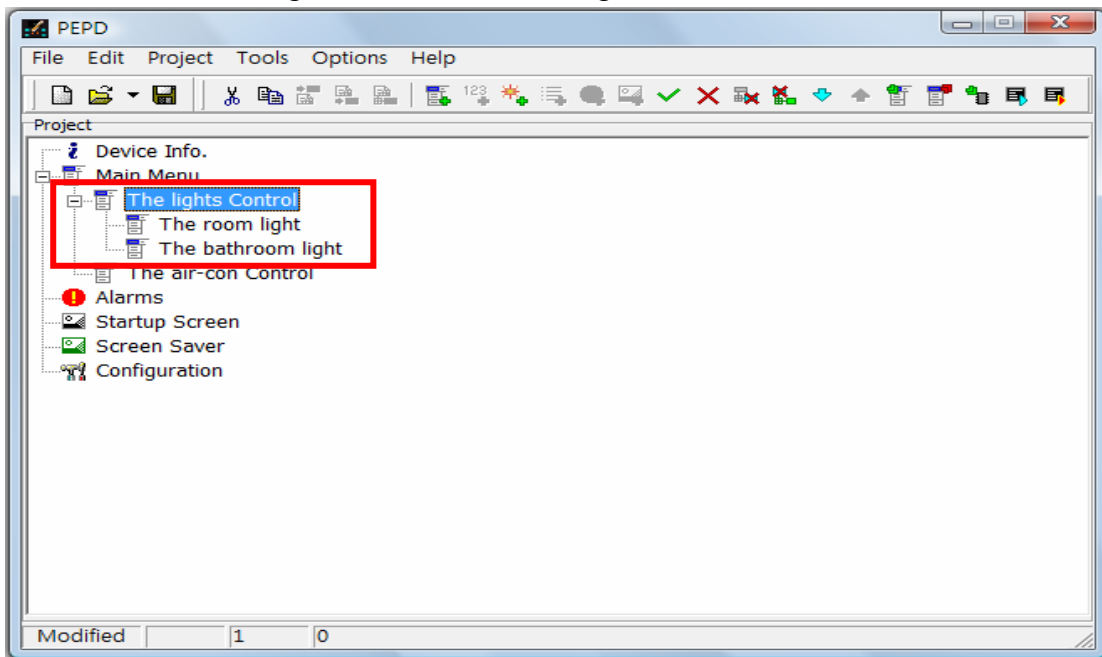 PEPD
File Edit Project Tools Options Help
123
Project
Device Info.
Main Menu
The lights Control
The room light
The bathroom light
The air-con Control
Alarms
Startup Screen
Screen Saver
Configuration
Modified 1 0